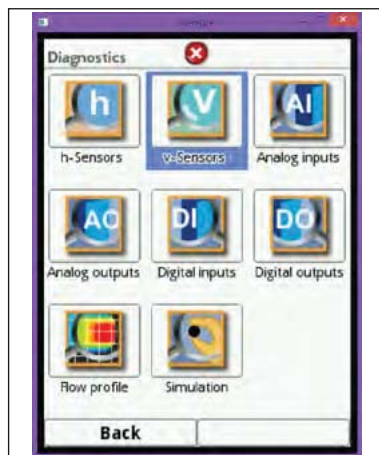 Diagnostics
h
V
AI
h-Sensors
v-Sensors
Analog inputs
AO
DI
DO
Analog outputs
Digital inputs
Digital outputs
Flow profile
Simulation
Back